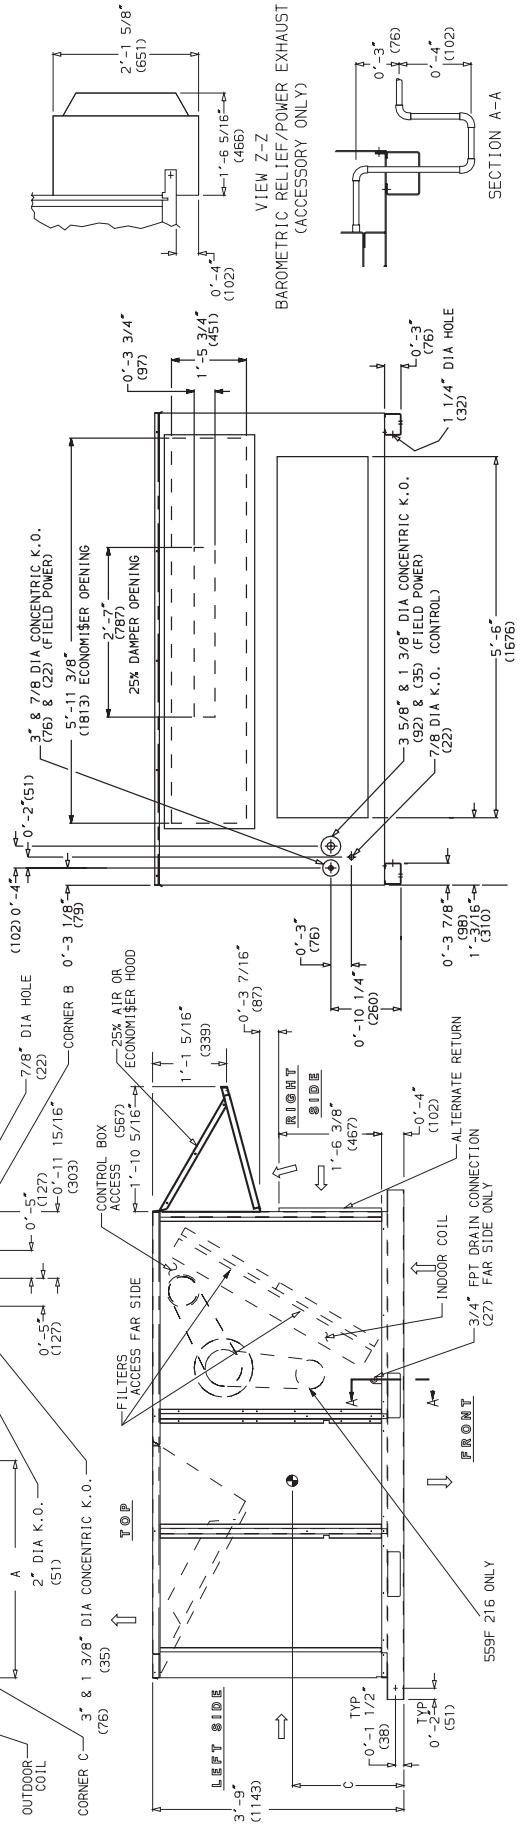 2'-1 5/8"
(651)
1'-6 5/16"
(466)
0'-4"
(102)
VIEW Z-Z
BAROMETRIC RELIEF/POWER EXHAUST
(ACCESSORY ONLY)
0'-3"
(76)
0'-4"
(102)
SECTION A-A
3" & 7/8 DIA CONCENTRIC K.O.
(76) & (22) (FIELD POWER)
5'-11 3/8"
(1813) ECONOMISER OPENING
2'-7"
(787)
25% DAMPER OPENING
0'-3 3/4"
(97)
1'-5 3/4"
(451)
0'-2"(51)
(102)0'-4"
0'-3 1/8"
(79)
0'-3"
(76)
0'-10 1/4"
(260)
0'-3"
(76)
1 1/4" DIA HOLE
(32)
3 5/8" & 1 3/8" DIA CONCENTRIC K.O.
(92) & (35) (FIELD POWER)
7/8 DIA K.O. (CONTROL)
(22)
5'-6"
(1676)
0'-3 7/8"
(98)
1'-3/16"
(310)
7/8" DIA HOLE
(22)
CORNER B
0'-5"
(127)
0'-11 15/16"
(303)
0'-5"
(127)
CONTROL BOX
ACCESS
(567)
1'-10 5/16"
25% AIR OR
ECONOMISER HOOD
1'-1 5/16"
(339)
0'-3 7/16"
(87)
RIGHT
SIDE
1'-6 3/8"
(467)
0'-4"
(102)
ALTERNATE RETURN
INDOOR COIL
3/4" FPT DRAIN CONNECTION
(27) FAR SIDE ONLY
FILTERS
ACCESS FAR SIDE
A
A
FRONT
559F 216 ONLY
TOP
A
2" DIA K.O.
(51)
3" & 1 3/8" DIA CONCENTRIC K.O.
(76) (35)
OUTDOOR
COIL
CORNER C
LEFT SIDE
3'-9"
(1143)
C
TYP
0'-1 1/2"
(38)
TYP
0'-2"
(51)